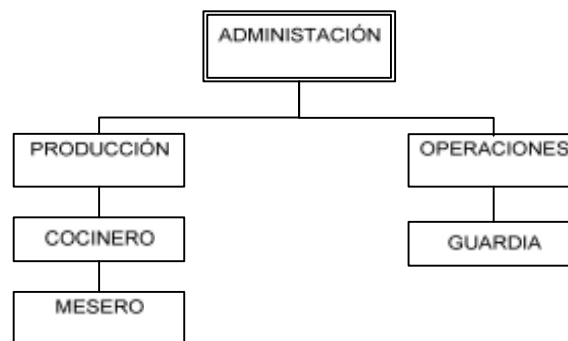 ADMINISTACIÓN
PRODUCCIÓN
OPERACIONES
COCINERO
GUARDIA
MESERO